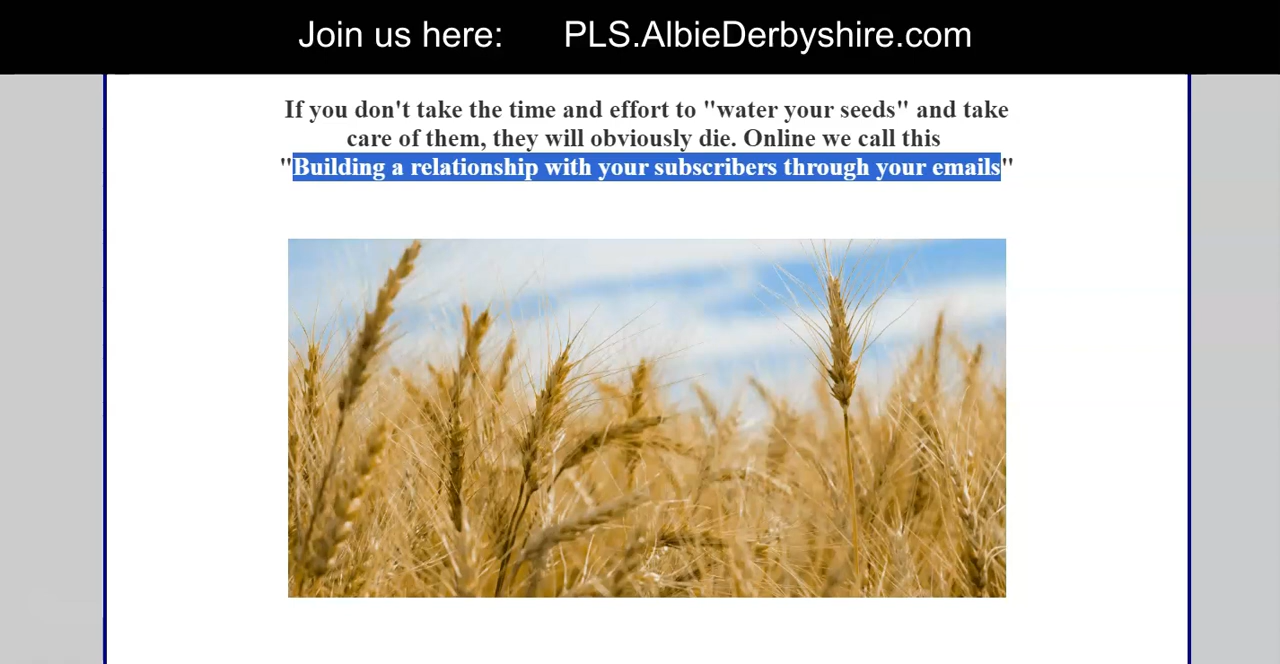 Join us here: PLS.AlbieDerbyshire.com
If you don't take the time and effort to "water your seeds" and take
care of them, they will obviously die. Online we call this
"Building a relationship with your subscribers through your emails"